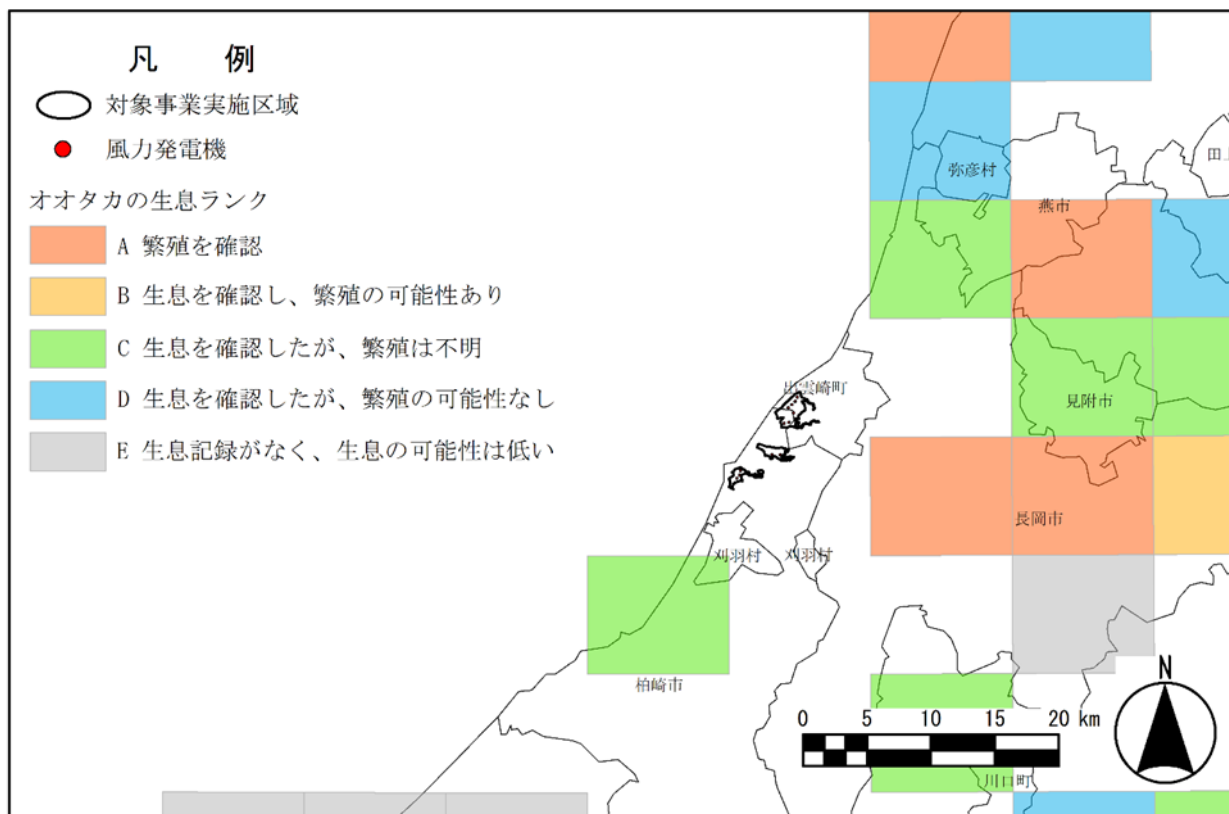 凡 例
対象事業実施区域
風力発電機
オオタカの生息ランク
A 繁殖を確認
B 生息を確認し、繁殖の可能性あり
C 生息を確認したが、繁殖は不明
D 生息を確認したが、繁殖の可能性なし
E 生息記録がなく、生息の可能性は低い
弥彦村
田上
燕市
出雲崎町
見附市
長岡市
刈羽村
刈羽村
柏崎市
川口町
N
0 5 10 15 20 km